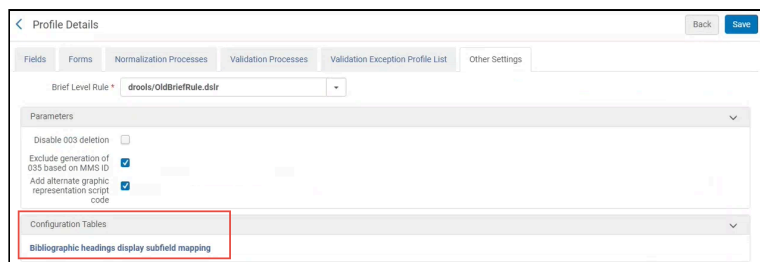 Profile Details
Back Save
Fields Forms Normalization Processes Validation Processes Validation Exception Profile List Other Settings
Brief Level Rule * drools/OldBriefRule.dslr
Parameters
Disable 003 deletion
Exclude generation of
035 based on MMS ID
Add alternate graphic
representation script
code
Configuration Tables
Bibliographic headings display subfield mapping